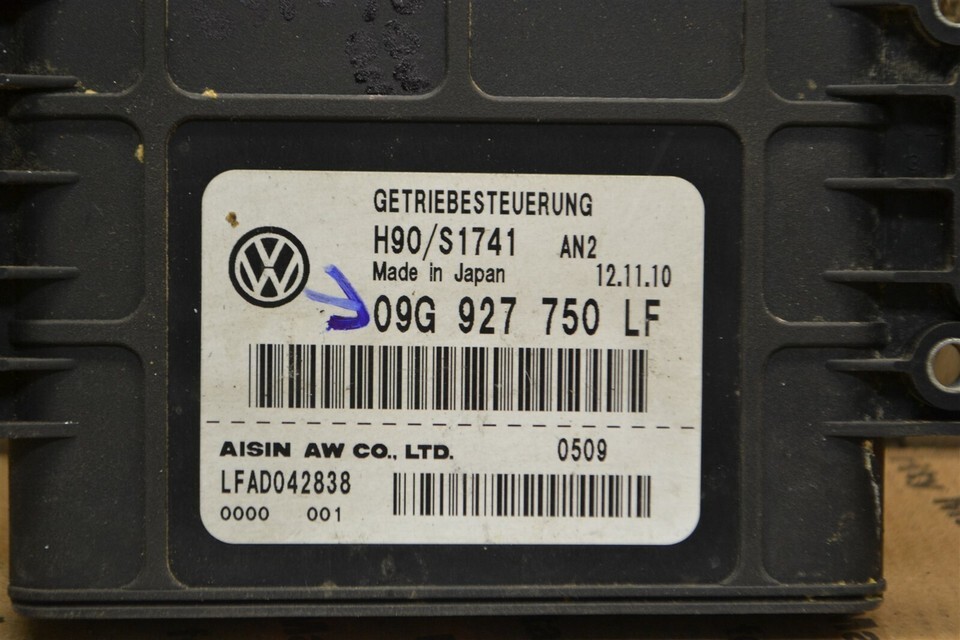 GETRIEBESTEUERUNG
H90/S1741 AN2
Made in Japan 12.11.10
09G 927 750 LF
AISIN AW CO., LTD. 0509
LFAD042838
0000 001